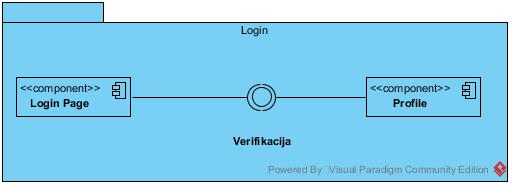 Login
<<component>>
Login Page
<<component>>
Profile
Verifikacija
Powered By Visual Paradigm Community Edition